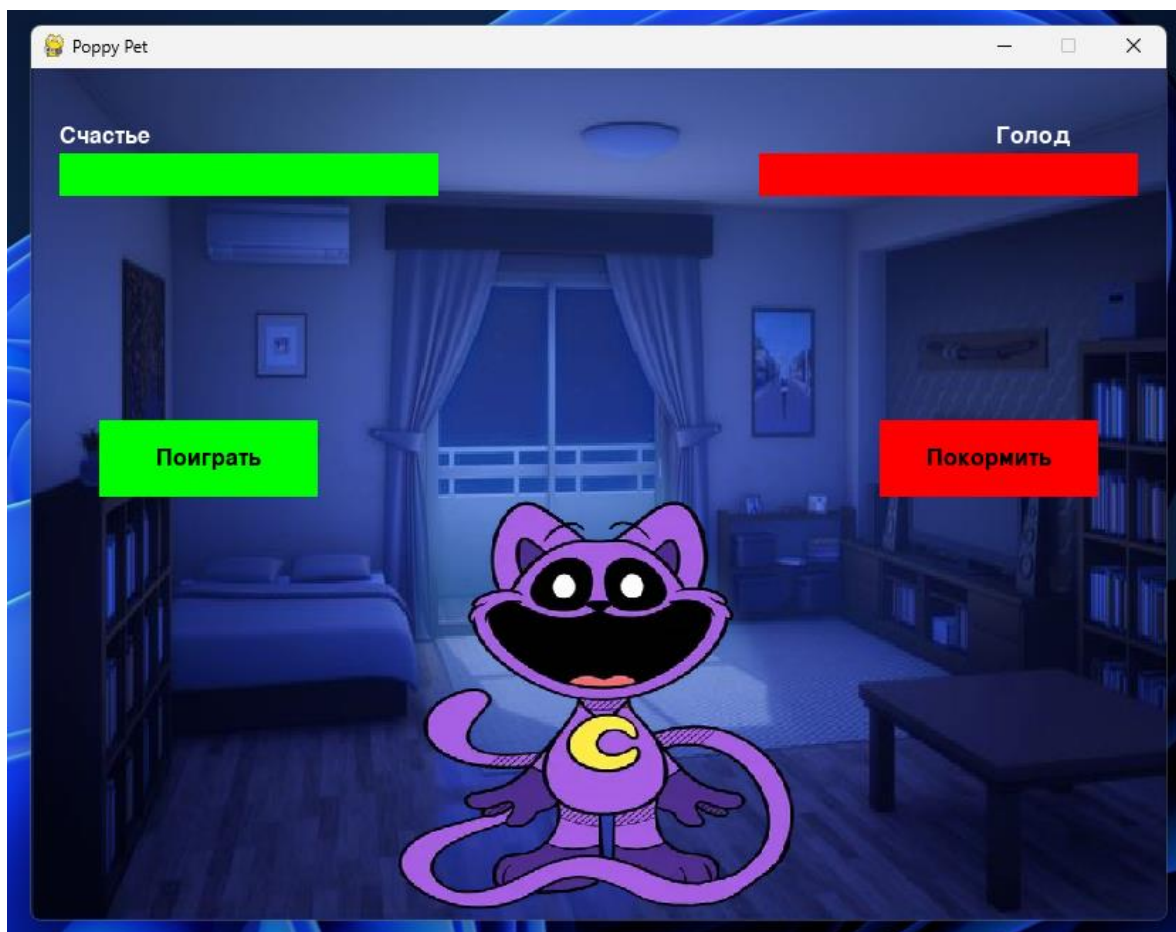 Poppy Pet
Счастье
Голод
Поиграть
Покормить
C